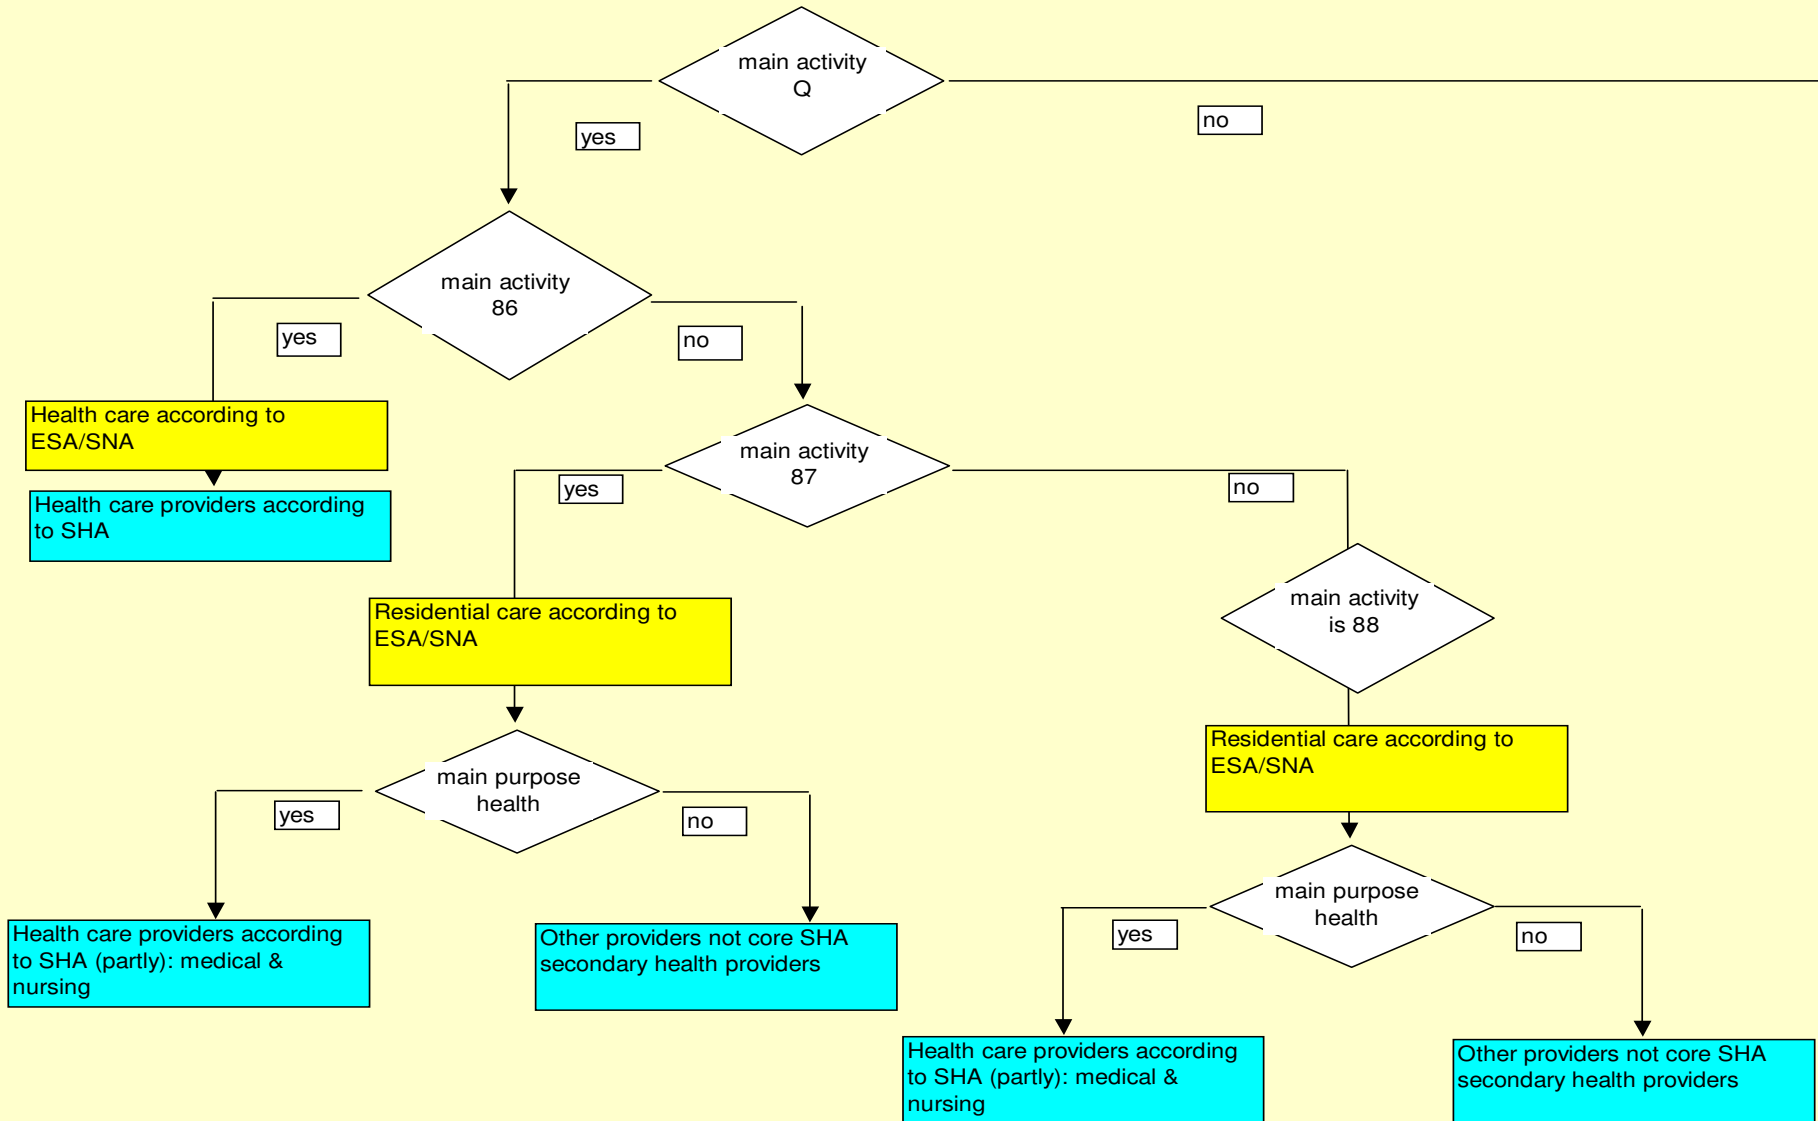 main activity
Q
yes
no
main activity
86
yes
no
Health care according to
ESA/SNA
Health care providers according
to SHA
main activity
87
yes
no
Residential care according to
ESA/SNA
main activity
is 88
Residential care according to
ESA/SNA
main purpose
health
yes
no
Health care providers according
to SHA (partly): medical &
nursing
Other providers not core SHA
secondary health providers
main purpose
health
yes
no
Health care providers according
to SHA (partly): medical &
nursing
Other providers not core SHA
secondary health providers